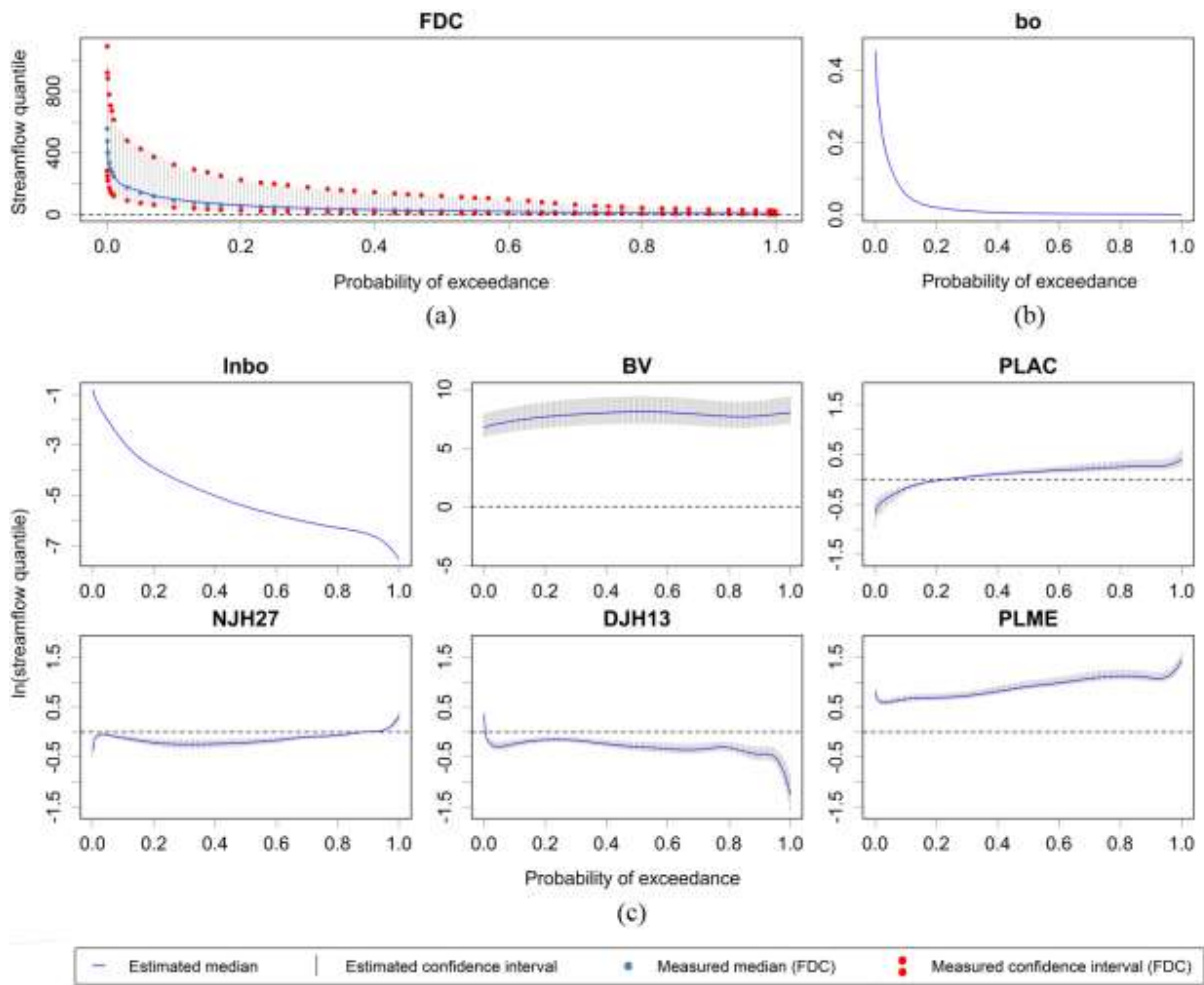 FDC
Streamflow quantile
800
400
0
0.0 0.2 0.4 0.6 0.8 1.0
Probability of exceedance
(a)
bo
0.4
0.2
0.0
0.0 0.2 0.4 0.6 0.8 1.0
Probability of exceedance
(b)
lnbo
-1
-3
-5
-7
0.0 0.2 0.4 0.6 0.8 1.0
BV
10
5
0
-5
0.0 0.2 0.4 0.6 0.8 1.0
PLAC
1.5
0.5
-0.5
-1.5
0.0 0.2 0.4 0.6 0.8 1.0
ln(streamflow quantile)
NJH27
1.5
0.5
-0.5
-1.5
0.0 0.2 0.4 0.6 0.8 1.0
DJH13
1.5
0.5
-0.5
-1.5
0.0 0.2 0.4 0.6 0.8 1.0
PLME
1.5
0.5
-0.5
-1.5
0.0 0.2 0.4 0.6 0.8 1.0
Probability of exceedance
(c)
Estimated median
Estimated confidence interval
Measured median (FDC)
Measured confidence interval (FDC)